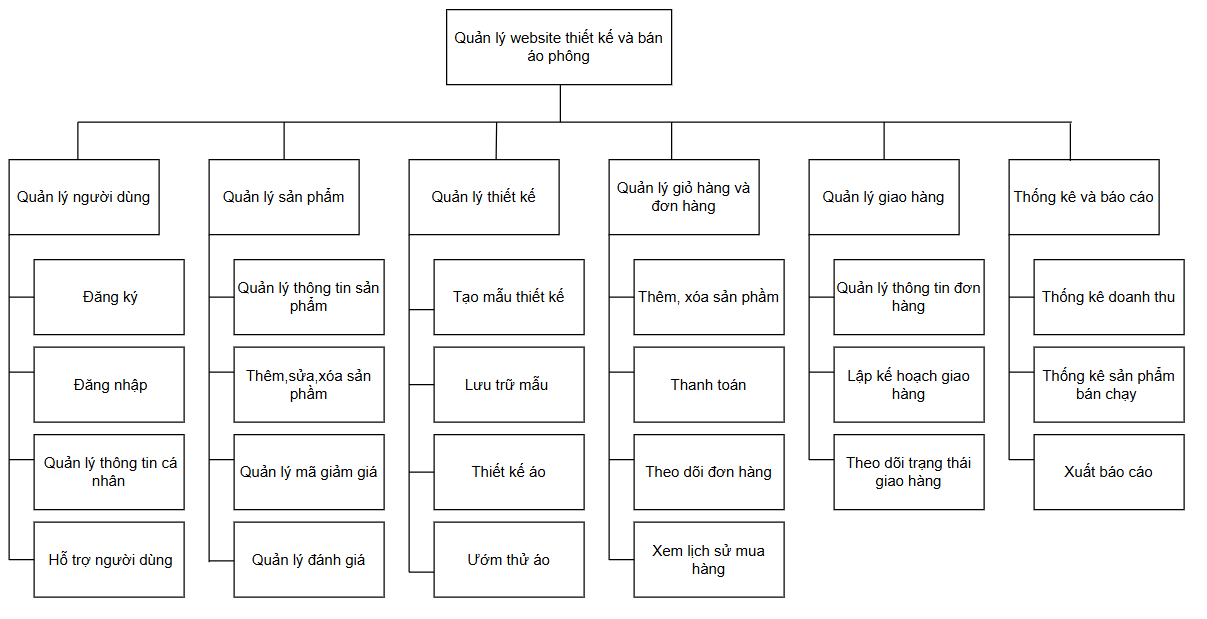 Quản lý website thiết kế và bán
áo phông
Quản lý người dùng
Quản lý sản phẩm
Quản lý thiết kế
Quản lý giỏ hàng và
đơn hàng
Quản lý giao hàng
Thống kê và báo cáo
Đăng ký
Đăng nhập
Quản lý thông tin cá
nhân
Hỗ trợ người dùng
Quản lý thông tin sản
phẩm
Thêm,sửa,xóa sản
phầm
Quản lý mã giảm giá
Quản lý đánh giá
Tạo mẫu thiết kế
Lưu trữ mẫu
Thiết kế áo
Ướm thử áo
Thêm, xóa sản phầm
Thanh toán
Theo dõi đơn hàng
Xem lịch sử mua
hàng
Quản lý thông tin đơn
hàng
Lập kế hoạch giao
hàng
Theo dõi trạng thái
giao hàng
Thống kê doanh thu
Thống kê sản phẩm
bán chạy
Xuất báo cáo